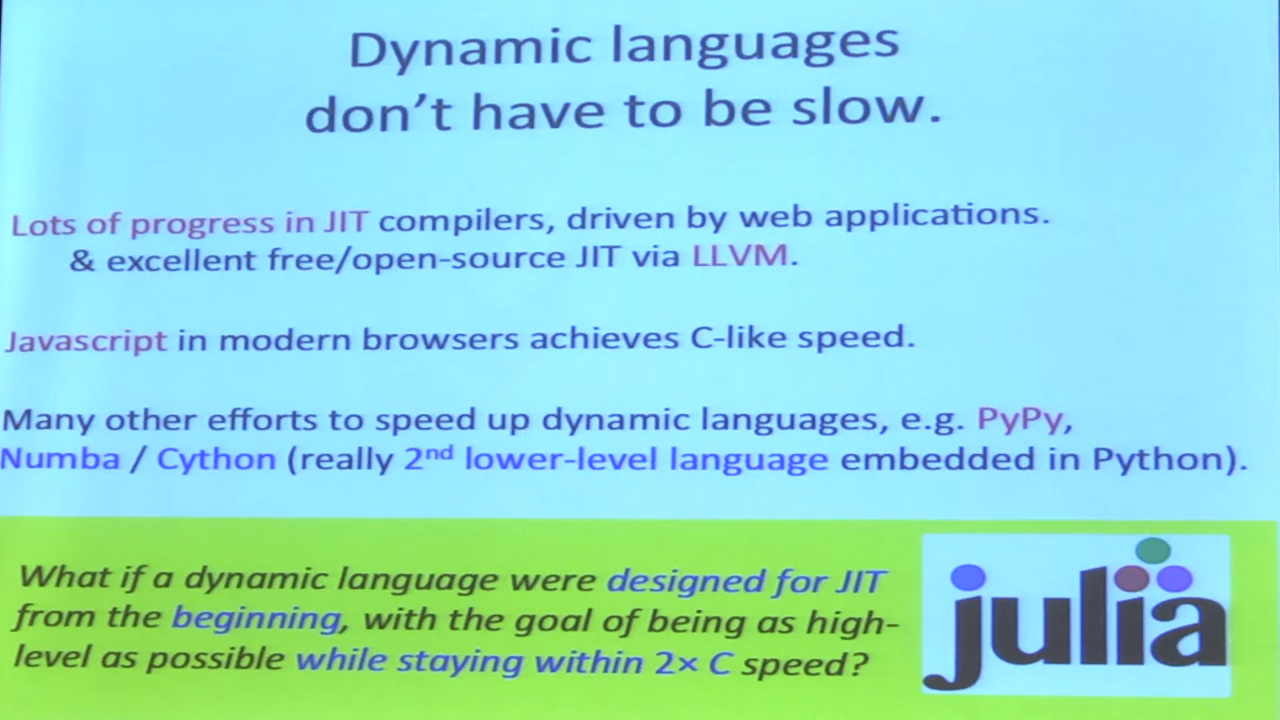 Dynamic languages
don't have to be slow.
Lots of progress in JIT compilers, driven by web applications.
& excellent free/open-source JIT via LLVM.
Javascript in modern browsers achieves C-like speed.
Many other efforts to speed up dynamic languages, e.g. PyPy,
Numba / Cython (really 2nd lower-level language embedded in Python).
What if a dynamic language were designed for JIT
from the beginning, with the goal of being as high-
level as possible while staying within 2× C speed?
julia